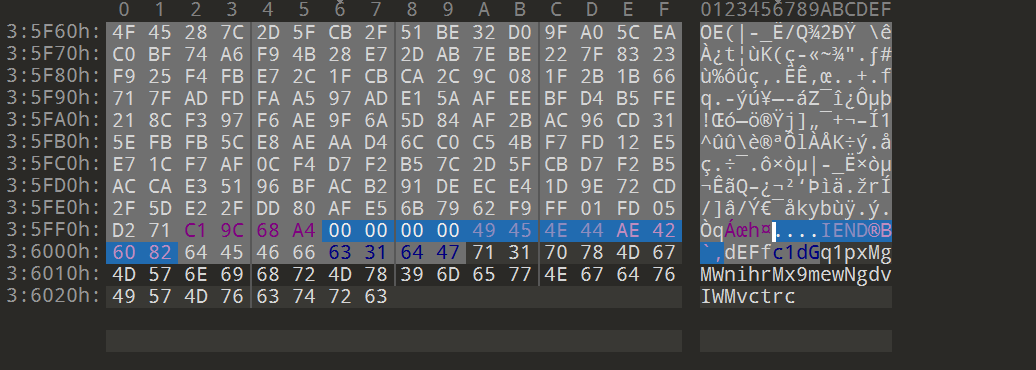 0 1 2 3 4 5 6 7 8 9 A B C D E F 0123456789ABCDEF
3:5F60h: 4F 45 28 7C 2D 5F CB 2F 51 BE 32 D0 9F A0 5C EA OE(|-_Ë/Q¾2ÐŸ \ê
3:5F70h: C0 BF 74 A6 F9 4B 28 E7 2D AB 7E BE 22 7F 83 23 À¿t¦ùK(ç-«~¾".ƒ#
3:5F80h: F9 25 F4 FB E7 2C 1F CB CA 2C 9C 08 1F 2B 1B 66 ù%ôûç,.ËÊ,œ..+.f
3:5F90h: 71 7F AD FD FA A5 97 AD E1 5A AF EE BF D4 B5 FE q.-ýú¥—-áZ¯î¿Ôµþ
3:5FA0h: 21 8C F3 97 F6 AE 9F 6A 5D 84 AF 2B AC 96 CD 31 !Œó—ö®Ÿj]„¯+¬–Í1
3:5FB0h: 5E FB FB 5C E8 AE AA D4 6C C0 C5 4B F7 FD 12 E5 ^ûû\è®ªÔlÀÅK÷ý.å
3:5FC0h: E7 1C F7 AF 0C F4 D7 F2 B5 7C 2D 5F CB D7 F2 B5 ç.÷¯.ô×òµ|-_Ë×òµ
3:5FD0h: AC CA E3 51 96 BF AC B2 91 DE EC E4 1D 9E 72 CD ¬ÊãQ–¿¬²‘Þìä.žrÍ
3:5FE0h: 2F 5D E2 2F DD 80 AF E5 6B 79 62 F9 FF 01 FD 05 /]â/Ý€¯åkybùÿ.ý.
3:5FF0h: D2 71 C1 9C 68 A4 00 00 00 00 49 45 4E 44 AE 42 ÒqÁœh¤....IEND®B
3:6000h: 60 82 64 45 46 66 63 31 64 47 71 31 70 78 4D 67 `‚dEFfc1dGq1pxMg
3:6010h: 4D 57 6E 69 68 72 4D 78 39 6D 65 77 4E 67 64 76 MWnihrMx9mewNgdv
3:6020h: 49 57 4D 76 63 74 72 63 IWMvctrc